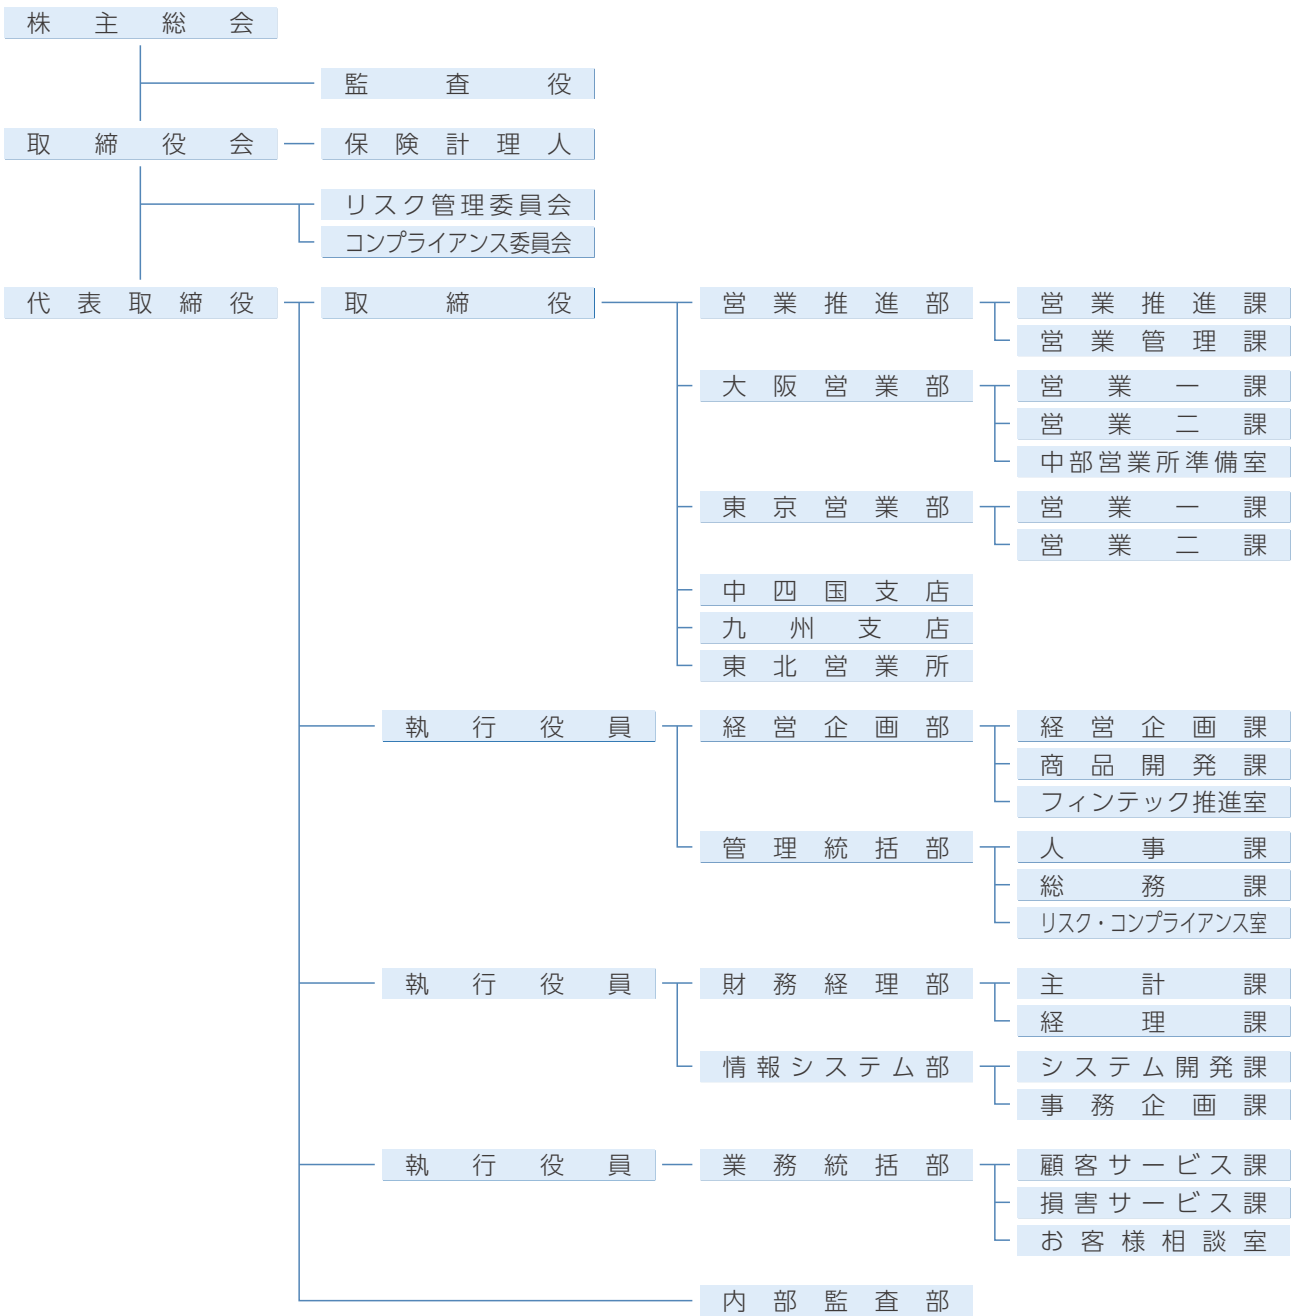 株主総会
監査役
取締役会
保険計理人
リスク管理委員会
コンプライアンス委員会
代表取締役
取締役
営業推進部
営業推進課
営業管理課
大阪営業部
営業一課
営業二課
中部営業所準備室
東京営業部
営業一課
営業二課
中四国支店
九州支店
東北営業所
執行役員
経営企画部
経営企画課
商品開発課
フィンテック推進室
管理統括部
人事課
総務課
リスク・コンプライアンス室
執行役員
財務経理部
主計課
経理課
情報システム部
システム開発課
事務企画課
執行役員
業務統括部
顧客サービス課
損害サービス課
お客様相談室
内部監査部